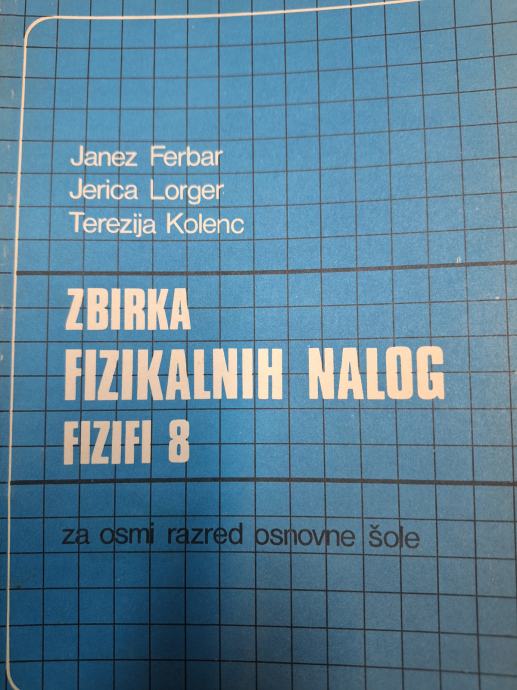 Janez Ferbar
Jerica Lorger
Terezija Kolenc
ZBIRKA
FIZIKALNIH NALOG
FIZIFI 8
za osmi razred osnovne šole